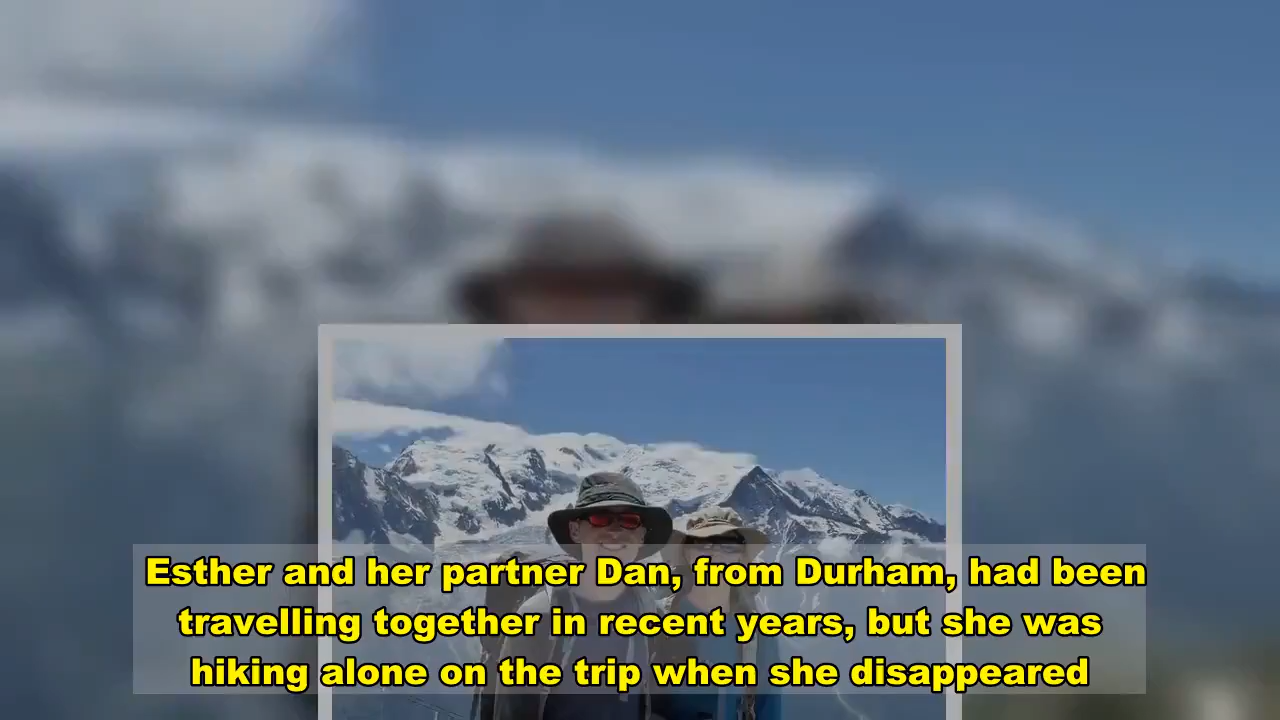 Esther and her partner Dan, from Durham, had been
travelling together in recent years, but she was
hiking alone on the trip when she disappeared